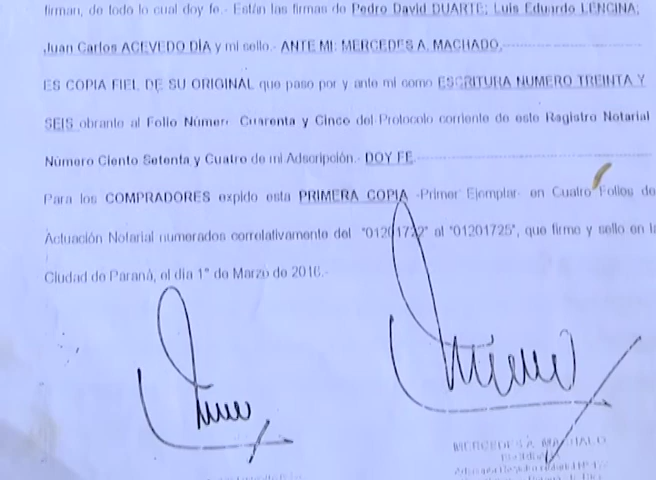 firman, de todo lo cual doy fe.- Están las firmas de Pedro David DUARTE; Luis Eduardo LENCINA;
Juan Carlos ACEVEDO DÍA y mi sello.- ANTE MI: MERCEDES A. MACHADO.
ES COPIA FIEL DE SU ORIGINAL que paso por y ante mi como ESCRITURA NUMERO TREINTA Y
SEIS obrante al Folio Número Cuarenta y Cinco del Protocolo corriente de este Registro Notarial
Número Ciento Setenta y Cuatro de mi Adscripción.- DOY FE.
Para los COMPRADORES expido esta PRIMERA COPIA -Primer Ejemplar- en Cuatro Folios de
Actuación Notarial numerados correlativamente del "01201722" al "01201725", que firmo y sello en la
Ciudad de Paraná, el día 1° de Marzo de 2016.-
MERCEDES A. MACHADO